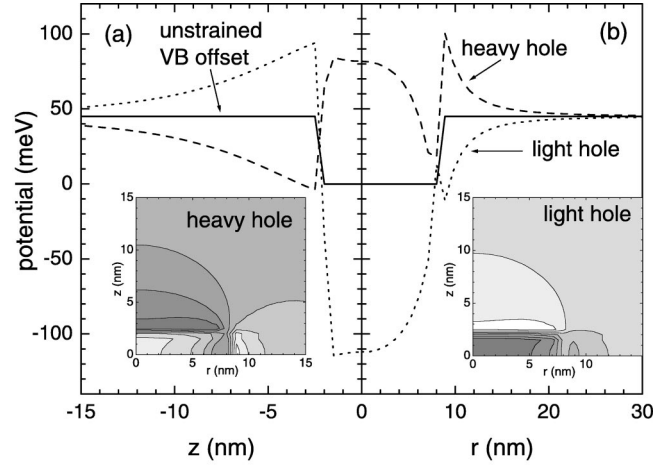 (a)
(b)
unstrained
VB offset
heavy hole
light hole
potential (meV)
100
50
0
-50
-100
heavy hole
15
10
5
0
z (nm)
0
5
10
15
r (nm)
light hole
15
10
5
0
z (nm)
0
5
10
15
r (nm)
-15
-10
-5
0
10
20
30
z (nm)
r (nm)